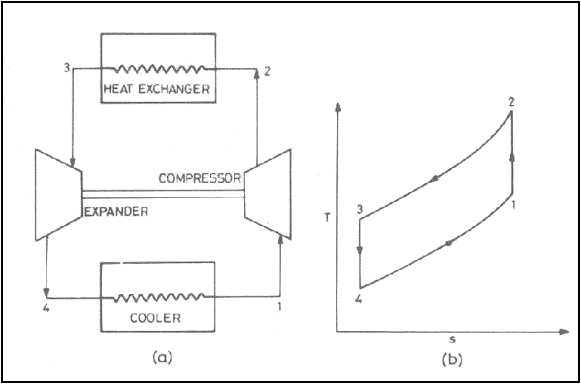 3
2
HEAT EXCHANGER
COMPRESSOR
EXPANDER
4
1
COOLER
(a)
2
3
1
T
4
s
(b)